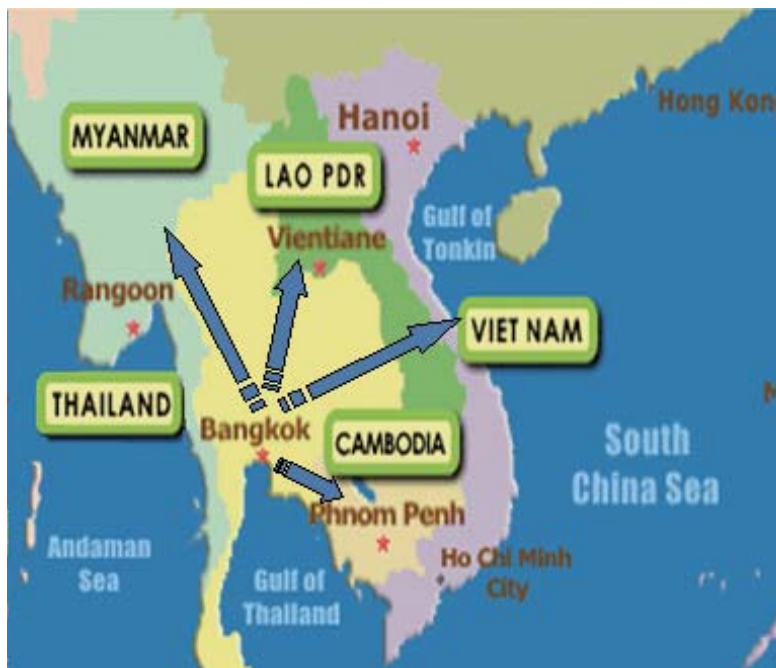 Hong Kon
MYANMAR
Hanoi
LAO PDR
Gulf of
Tonkin
Vientiane
Rangoon
VIET NAM
THAILAND
Bangkok
CAMBODIA
South
China Sea
Phnom Penh
Andaman
Sea
Gulf of
Thailand
Ho Chi Minh
City